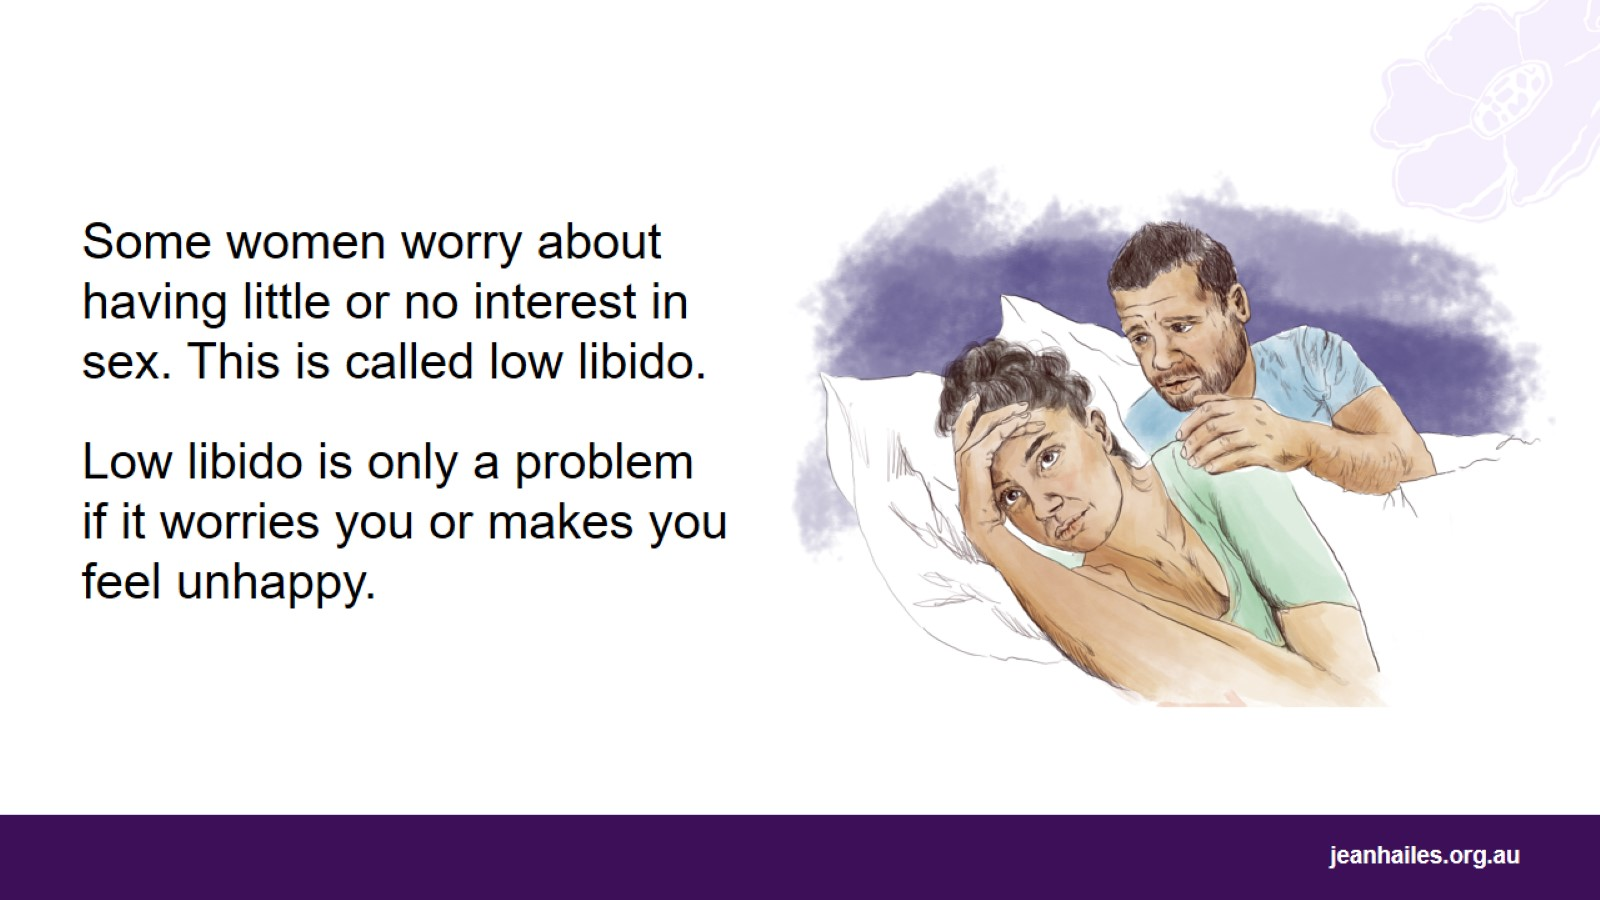 Some women worry about
having little or no interest in
sex. This is called low libido.
Low libido is only a problem
if it worries you or makes you
feel unhappy.
jeanhailes.org.au